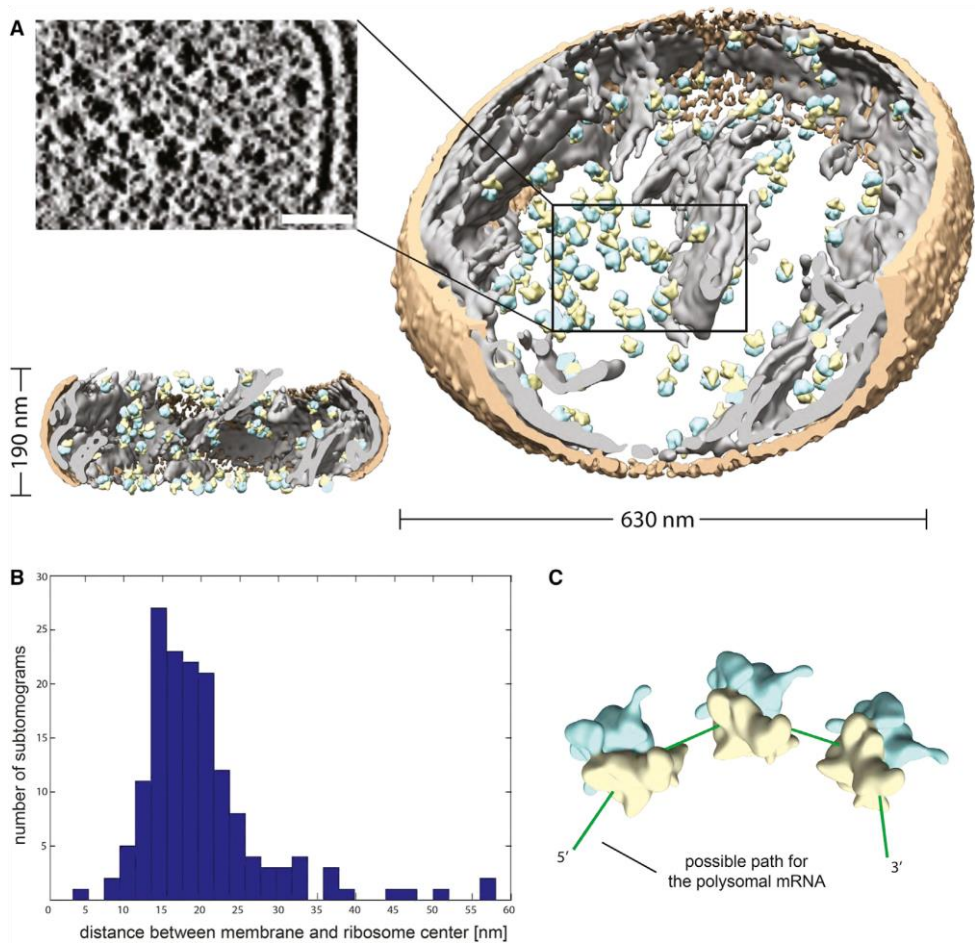 A
190 nm
630 nm
B
30
25
20
15
10
5
number of subtomograms
0 5 10 15 20 25 30 35 40 45 50 55 60
distance between membrane and ribosome center [nm]
C
5′
3′
possible path for
the polysomal mRNA